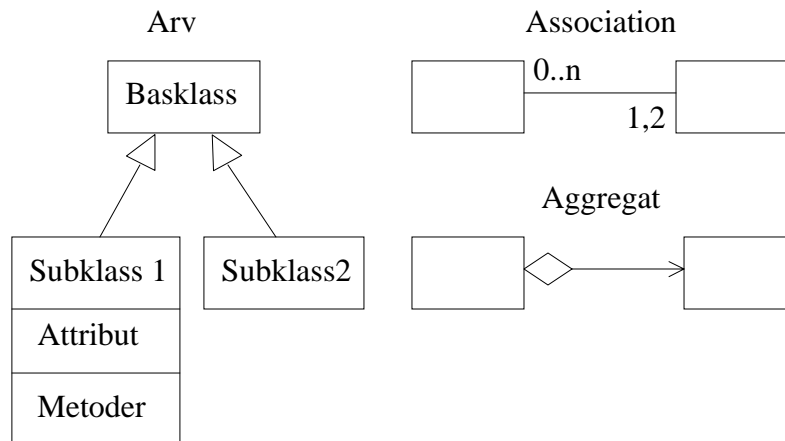 Arv
Basklass
Subklass 1
Attribut
Metoder
Subklass2
Association
0..n
1,2
Aggregat